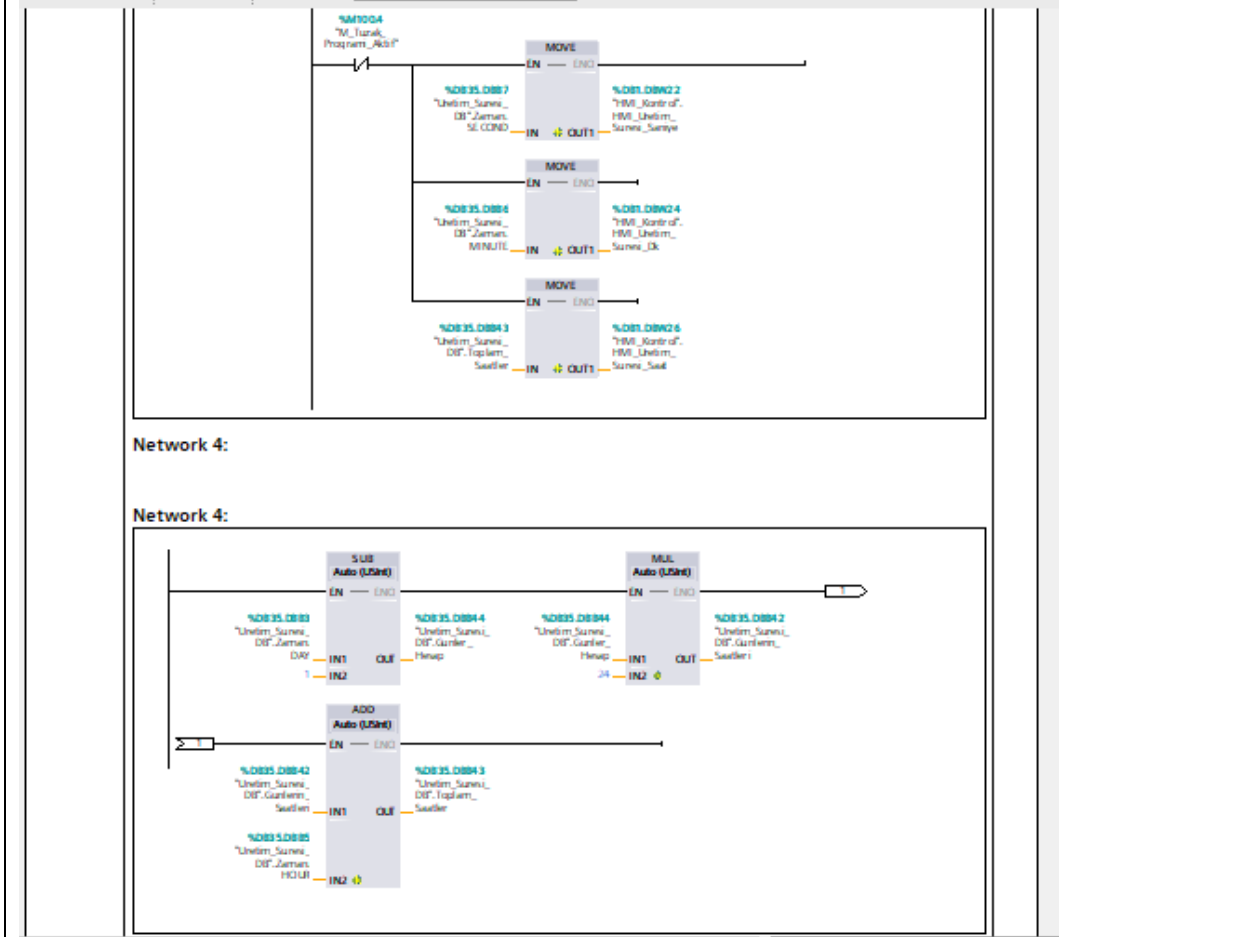 %M100.4
"M_Tuzak_
Program_Aktif"
MOVE
EN ENO
%DB35.DBB7
"Uretim_Suresi_
DB".Zaman.
SECOND
IN OUT1
%DB1.DBW22
"HMI_Kontrol".
HMI_Uretim_
Suresi_Saniye
MOVE
EN ENO
%DB35.DBB6
"Uretim_Suresi_
DB".Zaman.
MINUTE
IN OUT1
%DB1.DBW24
"HMI_Kontrol".
HMI_Uretim_
Suresi_Dk
MOVE
EN ENO
%DB35.DBB43
"Uretim_Suresi_
DB".Toplam_
Saatler
IN OUT1
%DB1.DBW26
"HMI_Kontrol".
HMI_Uretim_
Suresi_Saat
Network 4:
Network 4:
SUB
Auto (USInt)
EN ENO
%DB35.DBB3
"Uretim_Suresi_
DB".Zaman.
DAY
IN1 OUT
1
IN2
%DB35.DBB44
"Uretim_Suresi_
DB".Gunler_
Hesap
MUL
Auto (USInt)
EN ENO
1
%DB35.DBB44
"Uretim_Suresi_
DB".Gunler_
Hesap
IN1 OUT
24
IN2
%DB35.DBB42
"Uretim_Suresi_
DB".Gunlerin_
Saatleri
1
ADD
Auto (USInt)
EN ENO
%DB35.DBB42
"Uretim_Suresi_
DB".Gunlerin_
Saatleri
IN1 OUT
%DB35.DBB43
"Uretim_Suresi_
DB".Toplam_
Saatler
%DB35.DBB5
"Uretim_Suresi_
DB".Zaman.
HOUR
IN2